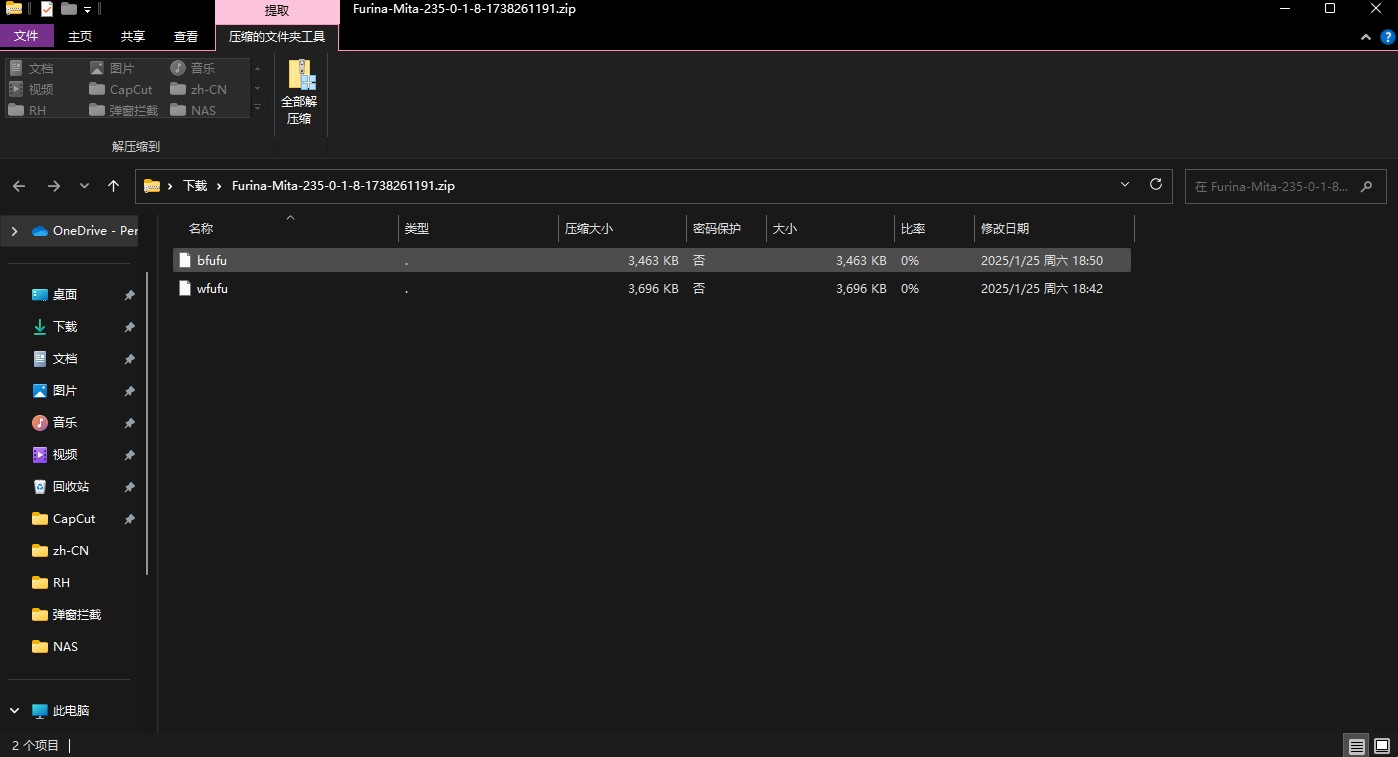 提取
Furina-Mita-235-0-1-8-1738261191.zip
文件
主页
共享
查看
压缩的文件夹工具
文档
图片
音乐
视频
CapCut
zh-CN
RH
弹窗拦截
NAS
全部解
压缩
解压缩到
下载
Furina-Mita-235-0-1-8-1738261191.zip
在 Furina-Mita-235-0-1-8...
OneDrive - Per
桌面
下载
文档
图片
音乐
视频
回收站
CapCut
zh-CN
RH
弹窗拦截
NAS
此电脑
名称 类型 压缩大小 密码保护 大小 比率 修改日期
bfufu . 3,463 KB 否 3,463 KB 0% 2025/1/25 周六 18:50
wfufu . 3,696 KB 否 3,696 KB 0% 2025/1/25 周六 18:42
2 个项目